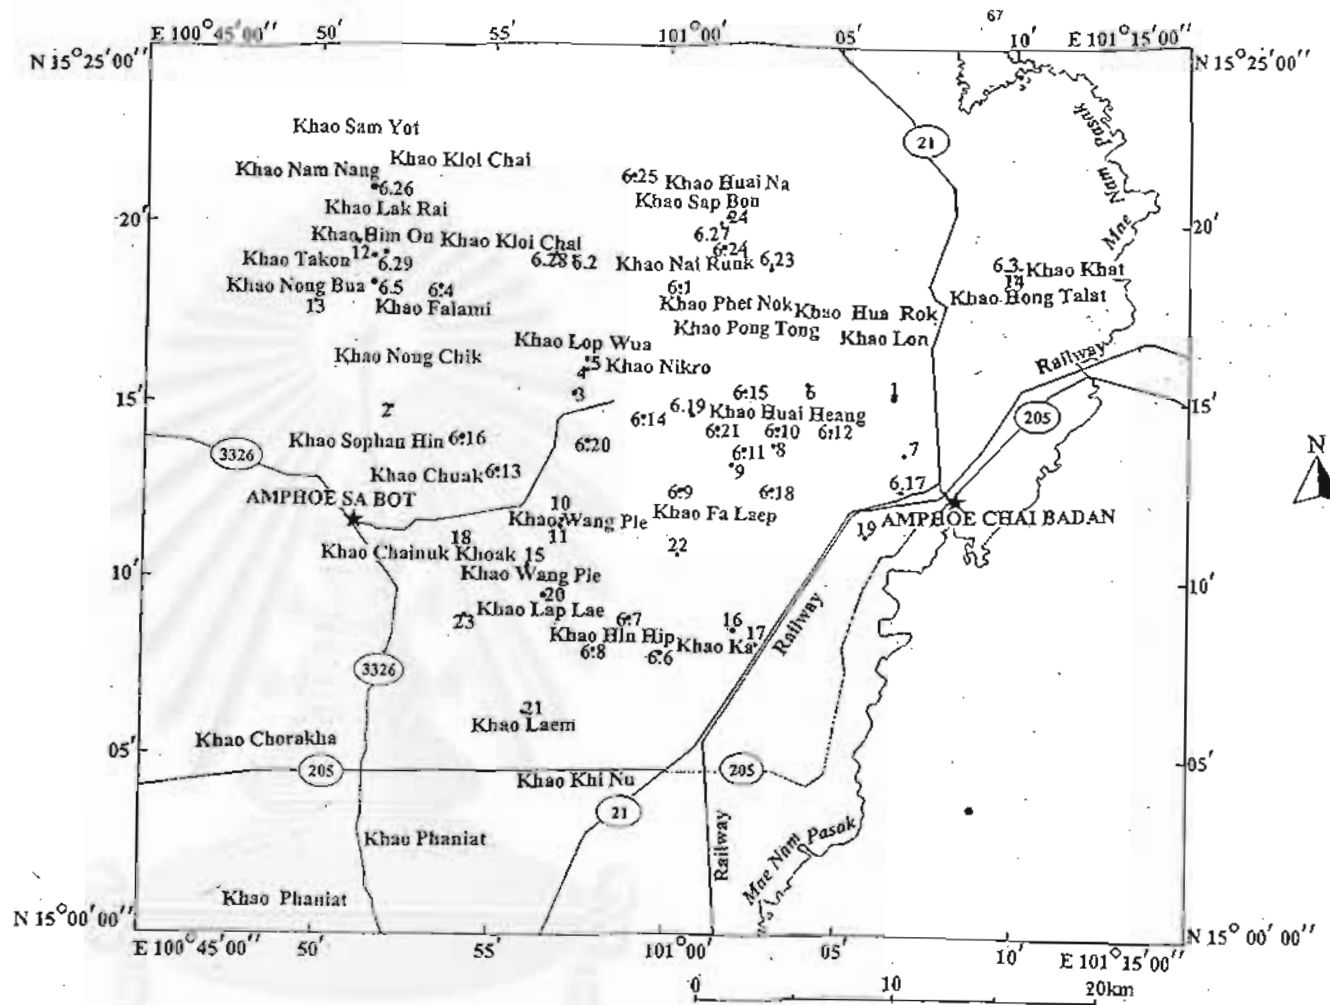 67
E 100°45′00″ 50′ 55′ 101°00′ 05′ 10′ E 101°15′00″
N 15°25′00″ N 15°25′00″
Khao Sam Yot
21
Mae Nam Pasak
Khao Kloi Chai
Khao Nam Nang
6.26
6.25 Khao Huai Na
Khao Sap Bon
24
Khao Lak Rai
20′ 20′
Khao Him On Khao Kloi Chai
6.27
6.24
12
Khao Takon
6.29
6.28 6.2
Khao Nai Runk 6.23
6.3 Khao Khat
14
Khao Nong Bua 6.5 6.4
6.1
Khao Hong Talat
13 Khao Falami
Khao Phet Nok Khao Hua Rok
Khao Pong Tong Khao Lon
Khao Lop Wua
Khao Nong Chik
5 Khao Nikro
4
Railway
3
6.15 6 1
15′ 15′
2
6.19 Khao Huai Heang
6.14
205
Khao Sophan Hin 6.16
6.20
6.21 6.10 6.12
3326
6.11 8 7
9
Khao Chuak 6.13
6.17
AMPHOE SA BOT
10
6.9 6.18
Khao Wang Ple Khao Fa Laep
AMPHOE CHAI BADAN
19
18 11
22
Khao Chainuk Khoak 15
10′ 10′
Khao Wang Pie
20
Khao Lap Lae
23
6.7
16
17
Railway
Khao Hin Hip Khao Ka
6.8 6.6
3326
21
Khao Laem
Khao Chorakha
05′ 05′
205 205
Khao Khi Nu
21
Khao Phaniat
Railway
Mae Nam Pasak
Khao Phaniat
N 15°00′00″ N 15°00′00″
E 100°45′00″ 50′ 55′ 101°00′ 05′ 10′ E 101°15′00″
0 10 20km
N